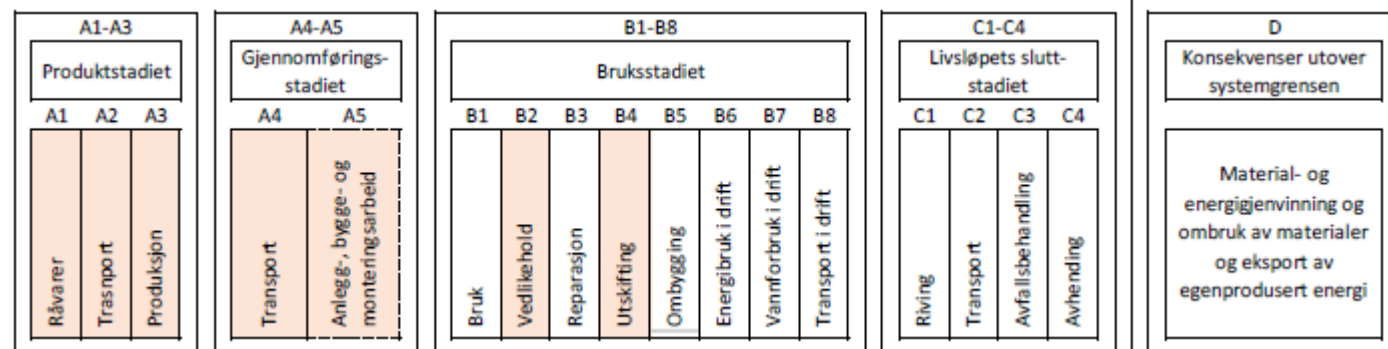 A1-A3
A4-A5
B1-B8
C1-C4
D
Produktstadiet
Gjennomførings-
stadiet
Bruksstadiet
Livsløpets slutt-
stadiet
Konsekvenser utover
systemgrensen
A1 A2 A3
A4 A5
B1 B2 B3 B4 B5 B6 B7 B8
C1 C2 C3 C4
Råvarer
Trasnport
Produksjon
Transport
Anlegg-, bygge- og
monteringsarbeid
Bruk
Vedlikehold
Reparasjon
Utskifting
Ombygging
Energibruk i drift
Vannforbruk i drift
Transport i drift
Riving
Transport
Avfallsbehandling
Avhending
Material- og
energigjenvinning og
ombruk av materialer
og eksport av
egenprodusert energi